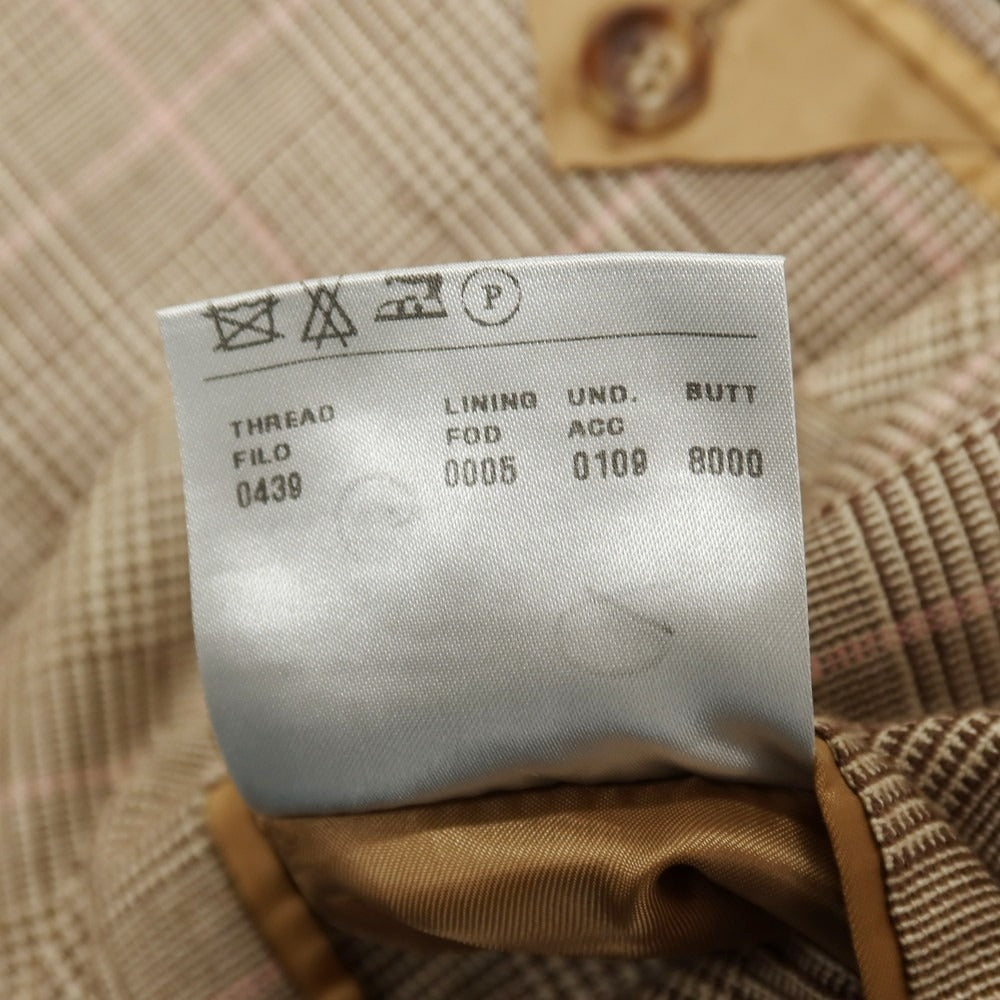 P
THREAD LINING UND. BUTT
FILO FOD ACC
0439 0005 0109 8000